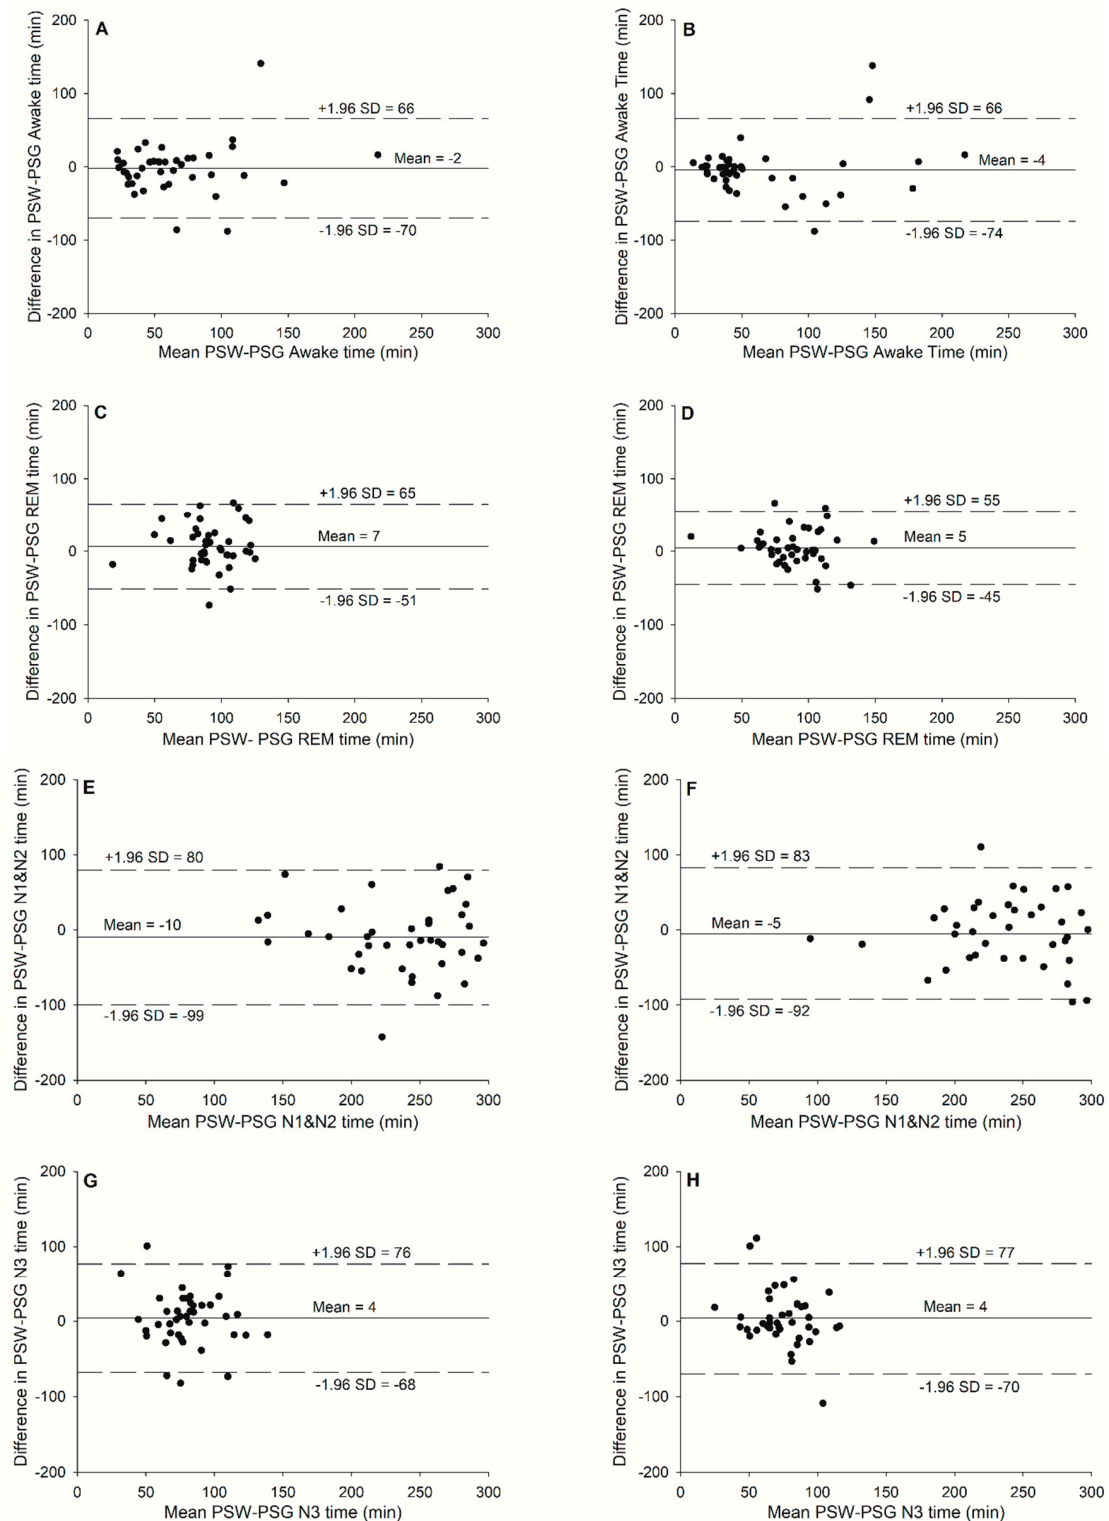 A
Difference in PSW-PSG Awake time (min)
200
100
0
-100
-200
+1.96 SD = 66
Mean = -2
-1.96 SD = -70
0 50 100 150 200 250 300
Mean PSW-PSG Awake time (min)
B
Difference in PSW-PSG Awake Time (min)
200
100
0
-100
-200
+1.96 SD = 66
Mean = -4
-1.96 SD = -74
0 50 100 150 200 250 300
Mean PSW-PSG Awake Time (min)
C
Difference in PSW-PSG REM time (min)
200
100
0
-100
-200
+1.96 SD = 65
Mean = 7
-1.96 SD = -51
0 50 100 150 200 250 300
Mean PSW- PSG REM time (min)
D
Difference in PSW-PSG REM time (min)
200
100
0
-100
-200
+1.96 SD = 55
Mean = 5
-1.96 SD = -45
0 50 100 150 200 250 300
Mean PSW-PSG REM time (min)
E
Difference in PSW-PSG N1&N2 time (min)
200
100
0
-100
-200
+1.96 SD = 80
Mean = -10
-1.96 SD = -99
0 50 100 150 200 250 300
Mean PSW-PSG N1&N2 time (min)
F
Difference in PSW-PSG N1&N2 time (min)
200
100
0
-100
-200
+1.96 SD = 83
Mean = -5
-1.96 SD = -92
0 50 100 150 200 250 300
Mean PSW-PSG N1&N2 time (min)
G
Difference in PSW-PSG N3 time (min)
200
100
0
-100
-200
+1.96 SD = 76
Mean = 4
-1.96 SD = -68
0 50 100 150 200 250 300
Mean PSW-PSG N3 time (min)
H
Difference in PSW-PSG N3 time (min)
200
100
0
-100
-200
+1.96 SD = 77
Mean = 4
-1.96 SD = -70
0 50 100 150 200 250 300
Mean PSW-PSG N3 time (min)